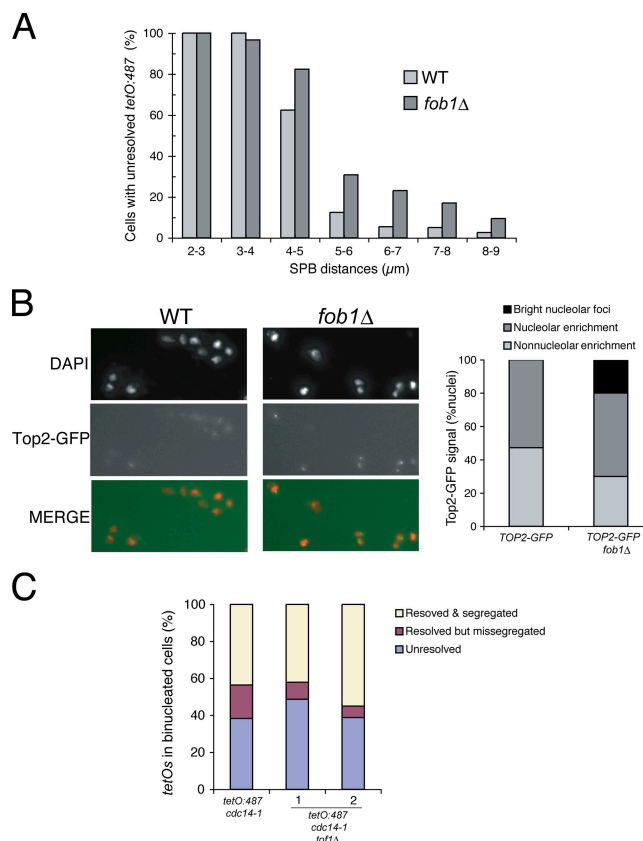 A
Cells with unresolved tetO:487 (%)
100
80
60
40
20
0
WT
fob1Δ
2-3
3-4
4-5
5-6
6-7
7-8
8-9
SPB distances (µm)
B
WT
fob1Δ
DAPI
Top2-GFP
MERGE
Bright nucleolar foci
Nucleolar enrichment
Nonnucleolar enrichment
Top2-GFP signal (%nuclei)
100
80
60
40
20
0
TOP2-GFP
TOP2-GFP
fob1Δ
C
tetOs in binucleated cells (%)
100
80
60
40
20
0
Resoved & segregated
Resolved but missegregated
Unresolved
tetO:487
cdc14-1
1
2
tetO:487
cdc14-1
tof1Δ